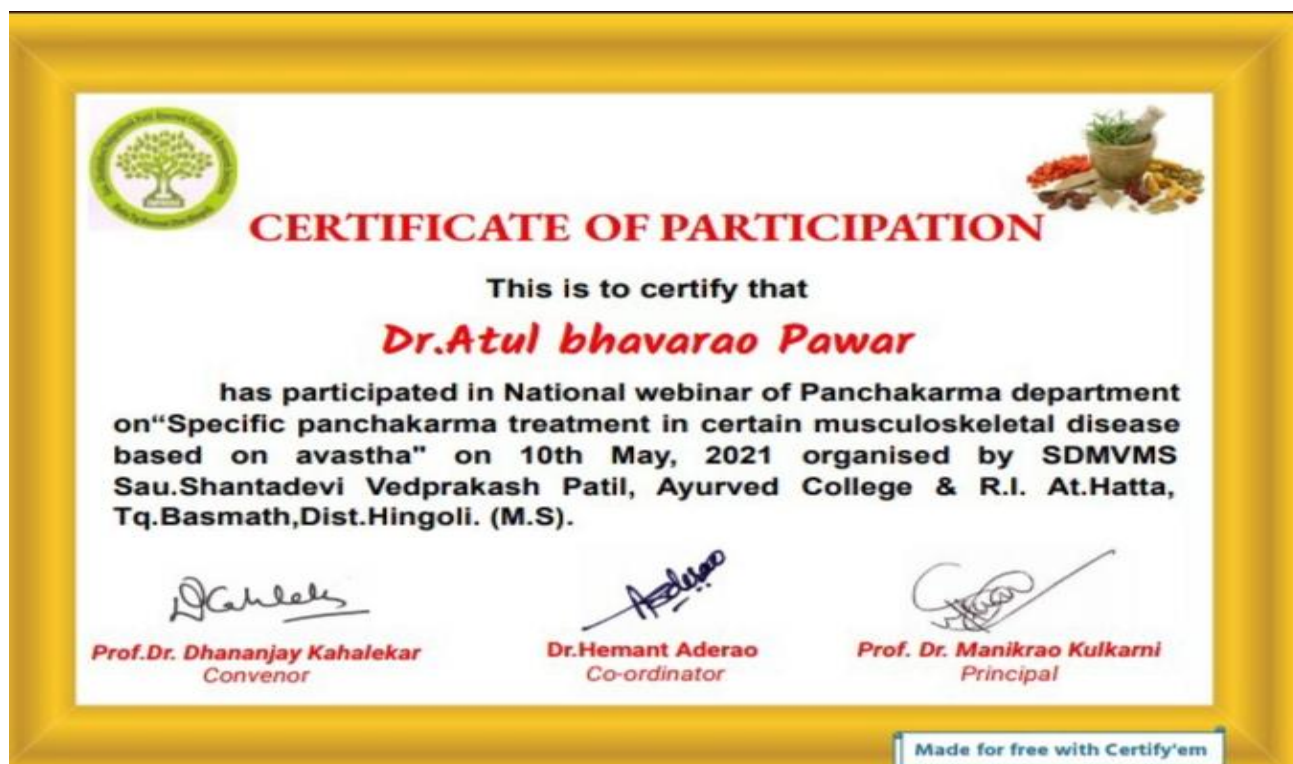 CERTIFICATE OF PARTICIPATION
This is to certify that
Dr.Atul bhavarao Pawar
has participated in National webinar of Panchakarma department
on“Specific panchakarma treatment in certain musculoskeletal disease
based on avastha" on 10th May, 2021 organised by SDMVMS
Sau.Shantadevi Vedprakash Patil, Ayurved College & R.I. At.Hatta,
Tq.Basmath,Dist.Hingoli. (M.S).
Prof.Dr. Dhananjay Kahalekar
Convenor
Dr.Hemant Aderao
Co-ordinator
Prof. Dr. Manikrao Kulkarni
Principal
Made for free with Certify'em